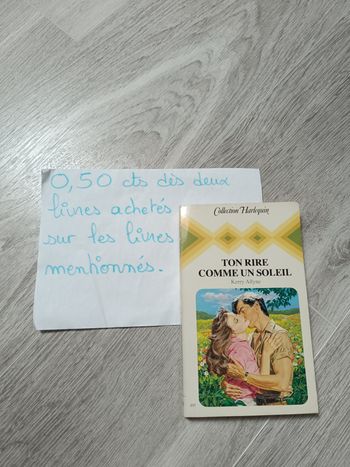 0,50 cts dès deux
livres achetés
sur les livres
mentionnés.
Collection Harlequin
TON RIRE
COMME UN SOLEIL
Kerry Allyne